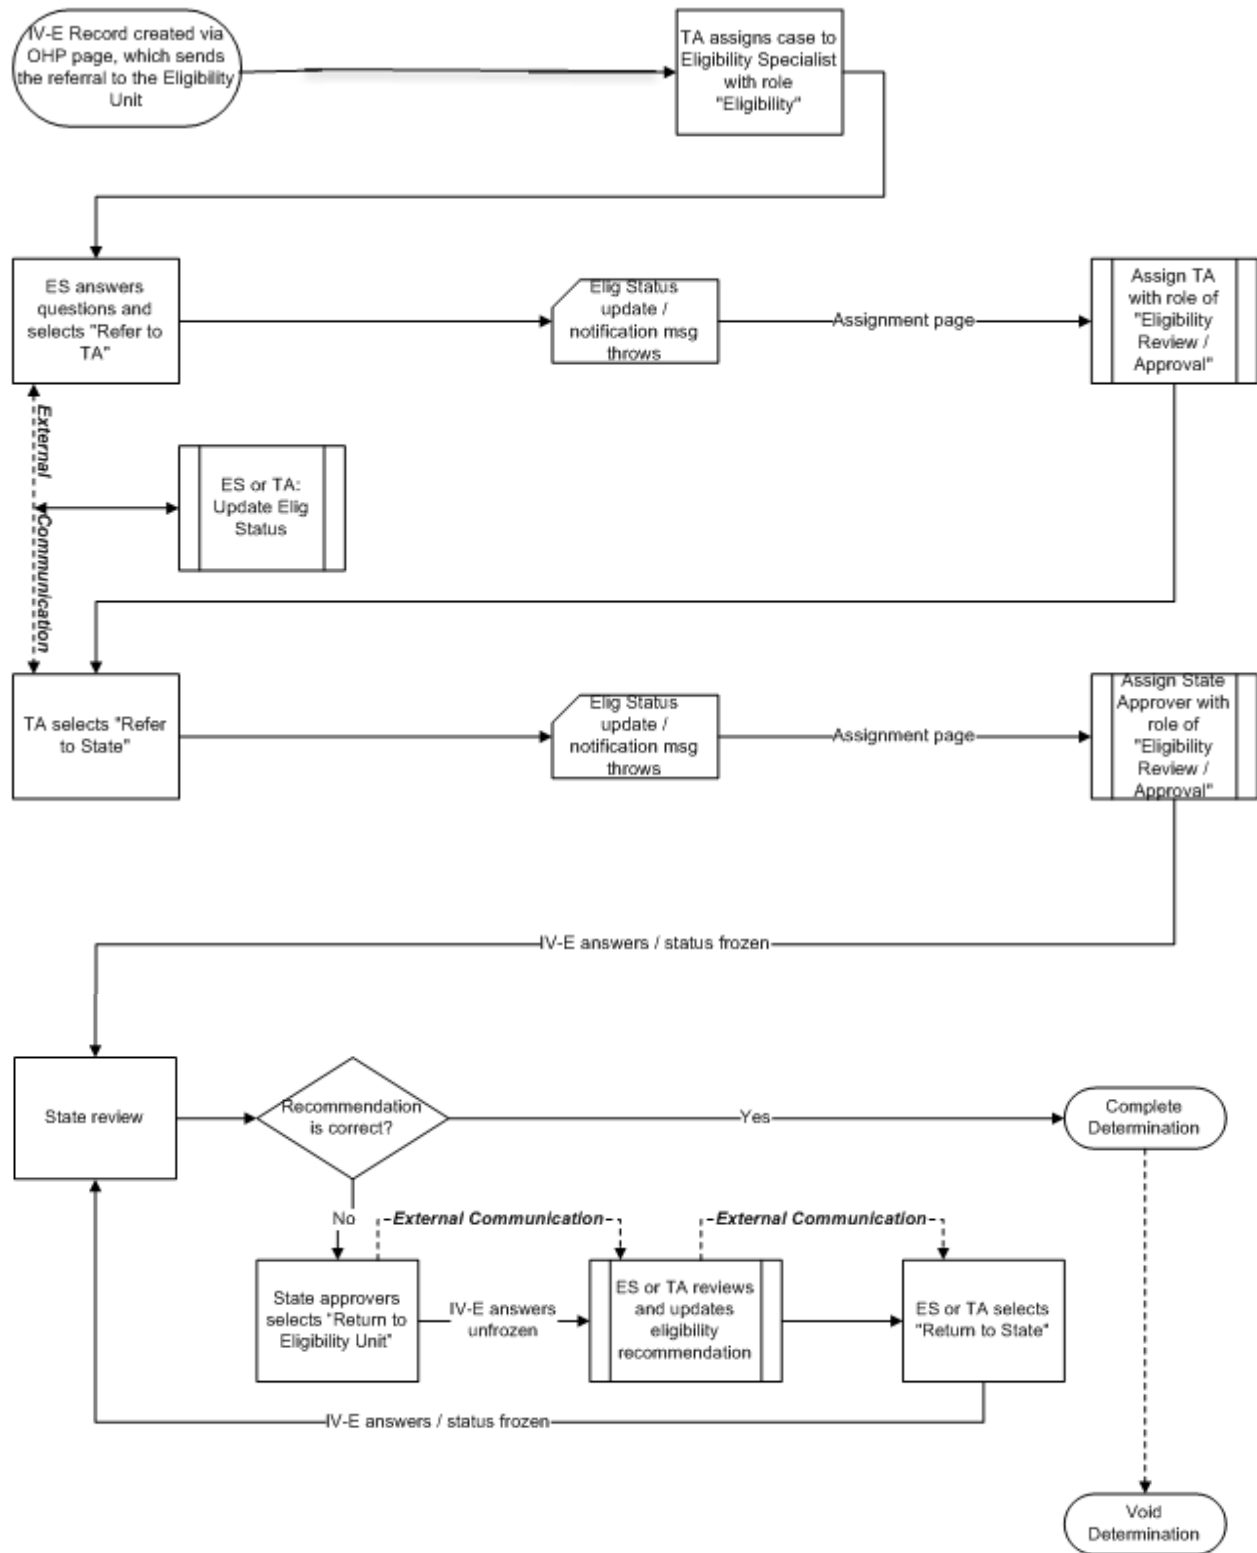 IV-E Record created via
OHP page, which sends
the referral to the Eligibility
Unit
TA assigns case to
Eligibility Specialist
with role
"Eligibility"
ES answers
questions and
selects "Refer to
TA"
Elig Status
update /
notification msg
throws
Assignment page
Assign TA
with role of
"Eligibility
Review /
Approval"
External
Communication
ES or TA:
Update Elig
Status
TA selects "Refer
to State"
Elig Status
update /
notification msg
throws
Assignment page
Assign State
Approver with
role of
"Eligibility
Review /
Approval"
IV-E answers / status frozen
State review
Recommendation
is correct?
Yes
Complete
Determination
No
External Communication
External Communication
State approvers
selects "Return to
Eligibility Unit"
IV-E answers
unfrozen
ES or TA reviews
and updates
eligibility
recommendation
ES or TA selects
"Return to State"
IV-E answers / status frozen
Void
Determination